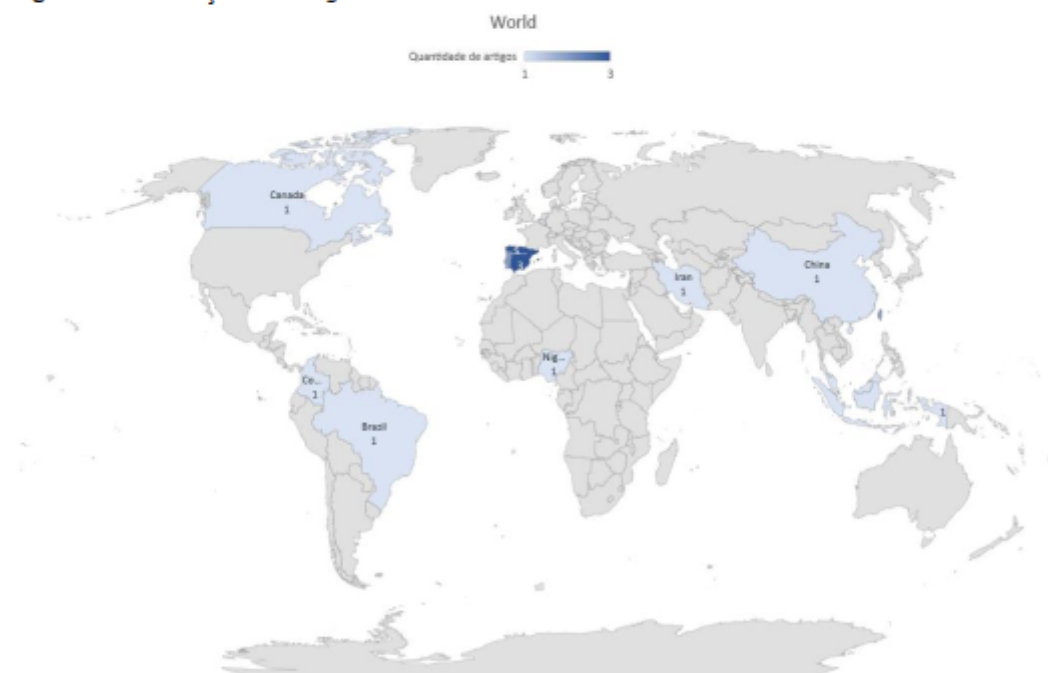 World
Quantidade de artigos
1 3
Canada
1
3
China
1
Iran
1
Nig...
1
Co...
1
1
Brazil
1